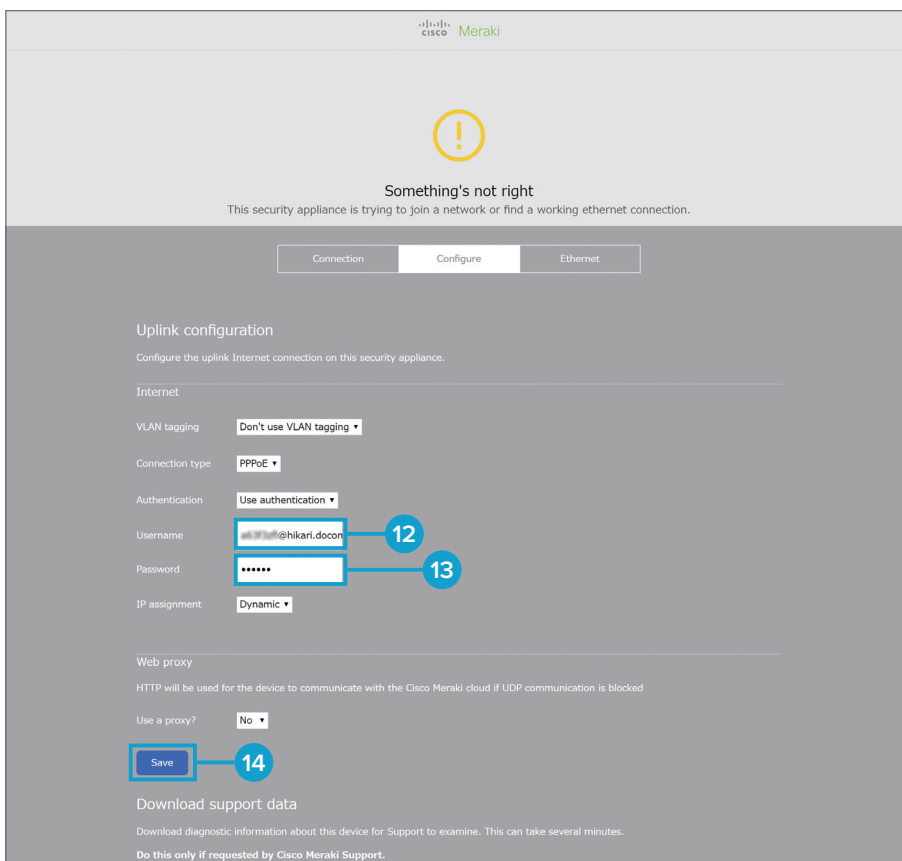 cisco Meraki
Something's not right
This security appliance is trying to join a network or find a working ethernet connection.
Connection Configure Ethernet
Uplink configuration
Configure the uplink Internet connection on this security appliance.
Internet
VLAN tagging Don't use VLAN tagging
Connection type PPPoE
Authentication Use authentication
Username @hikari.docon 12
Password •••••• 13
IP assignment Dynamic
Web proxy
HTTP will be used for the device to communicate with the Cisco Meraki cloud if UDP communication is blocked
Use a proxy? No
Save 14
Download support data
Download diagnostic information about this device for Support to examine. This can take several minutes.
Do this only if requested by Cisco Meraki Support.